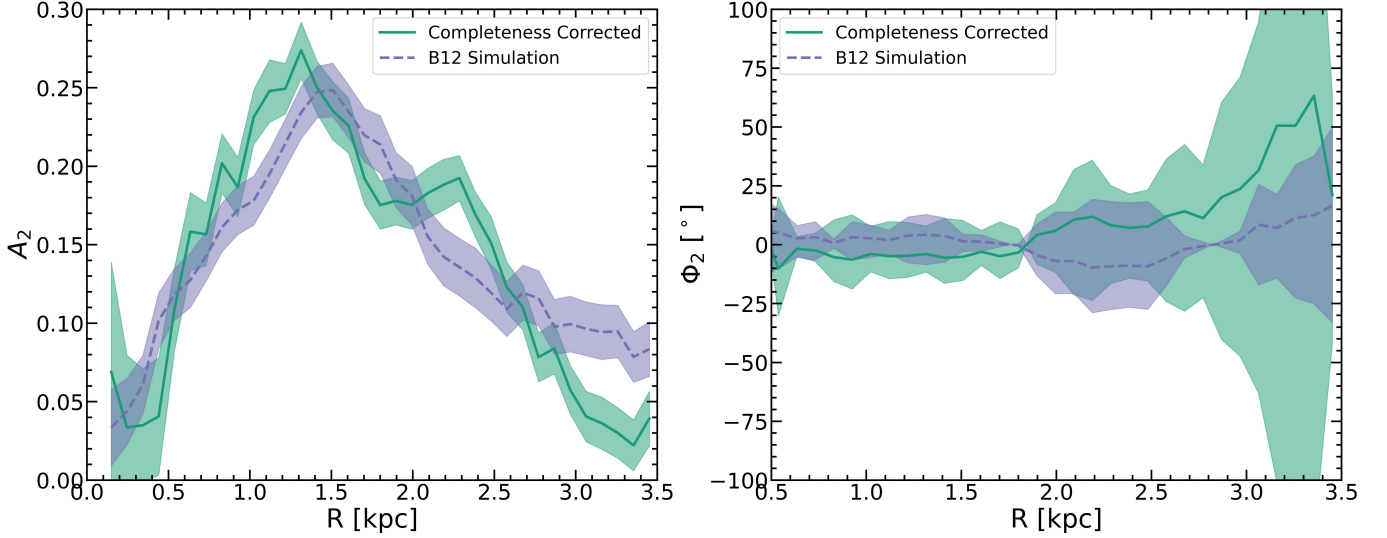 0.30
0.25
0.20
0.15
0.10
0.05
0.00
A₂
0.0 0.5 1.0 1.5 2.0 2.5 3.0 3.5
R [kpc]
Completeness Corrected
B12 Simulation
100
75
50
25
0
−25
−50
−75
−100
Φ₂ [°]
0.5 1.0 1.5 2.0 2.5 3.0 3.5
R [kpc]
Completeness Corrected
B12 Simulation